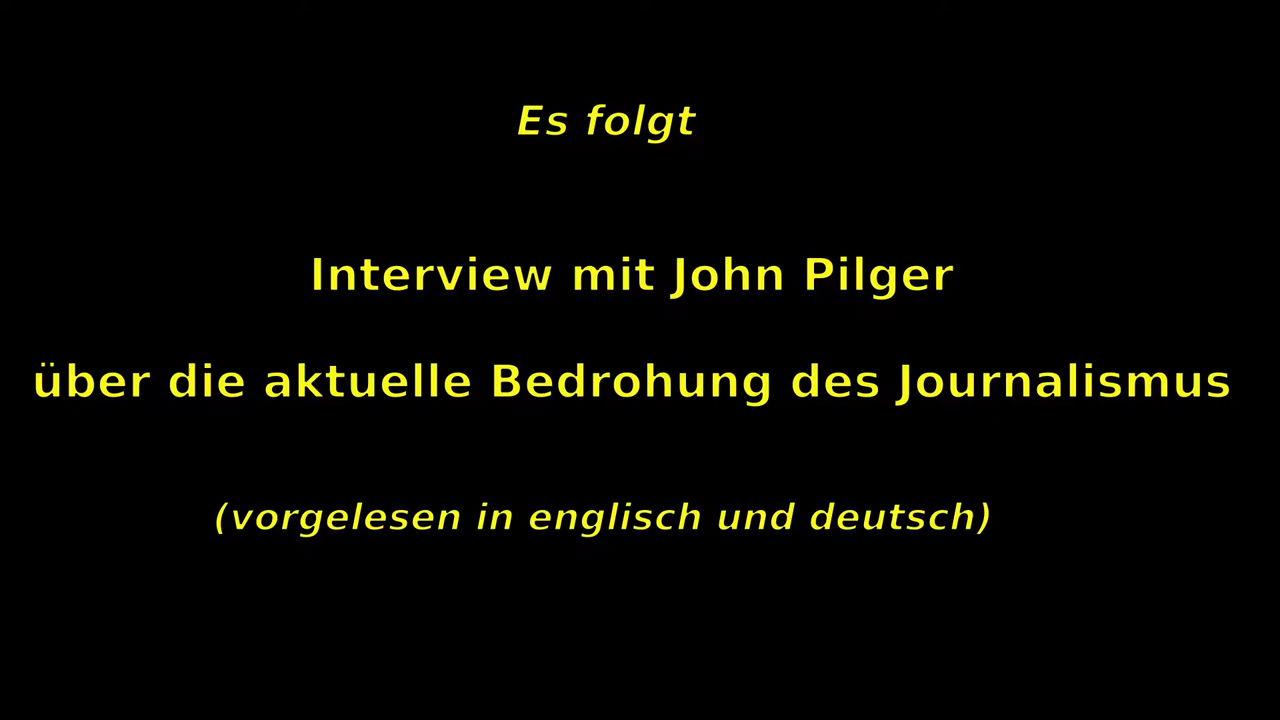 Es folgt
Interview mit John Pilger
über die aktuelle Bedrohung des Journalismus
(vorgelesen in englisch und deutsch)